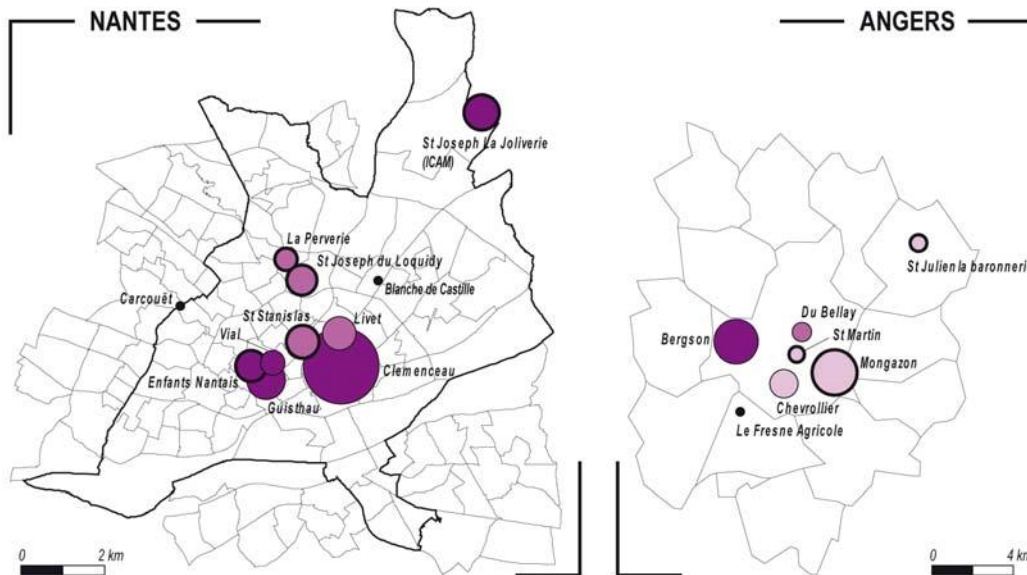 NANTES
St Joseph La Joliverie
(ICAM)
La Perverie
St Joseph du Loquidy
Blanche de Castille
Carcouët
St Stanislas
Livet
Vial
Clemenceau
Enfants Nantais
Guisthau
0 2 km
ANGERS
St Julien la baronneri
Du Bellay
St Martin
Bergson
Mongazon
Chevrollier
Le Fresne Agricole
0 4 km